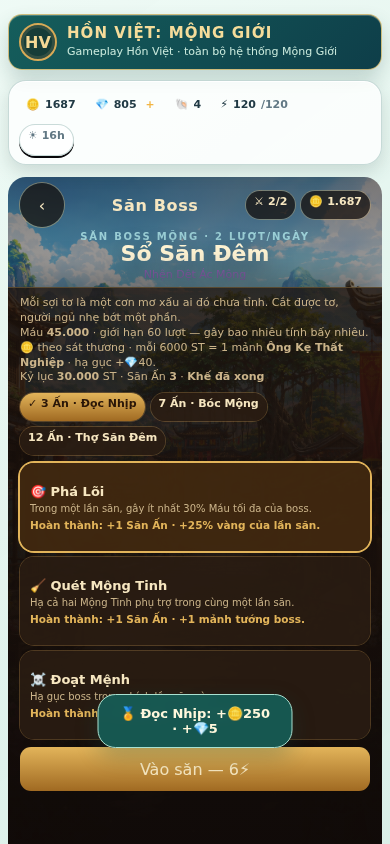 HV
HỒN VIỆT: MỘNG GIỚI
Gameplay Hồn Việt · toàn bộ hệ thống Mộng Giới
🪙 1687 💎 805 + 🐚 4 ⚡ 120 /120
☀ 16h
‹ Săn Boss ⚔ 2/2 🪙 1.687
SĂN BOSS MỘNG · 2 LƯỢT/NGÀY
Sổ Săn Đêm
Mỗi sợi tơ là một cơn mơ xấu ai đó chưa tỉnh. Cắt được tơ,
người ngủ nhẹ bớt một phần.
Máu 45.000 · giới hạn 60 lượt — gây bao nhiêu tính bấy nhiêu.
🪙 theo sát thương · mỗi 6000 ST = 1 mảnh Ông Kẹ Thất
Nghiệp · hạ gục +💎40.
Kỷ lục 30.000 ST · Săn Ấn 3 · Khế đã xong
✓ 3 Ấn · Đọc Nhịp
7 Ấn · Bóc Mộng
12 Ấn · Thợ Săn Đêm
🎯 Phá Lõi
Trong một lần săn, gây ít nhất 30% Máu tối đa của boss.
Hoàn thành: +1 Săn Ấn · +25% vàng của lần săn.
🧹 Quét Mộng Tinh
Hạ cả hai Mộng Tinh phụ trợ trong cùng một lần săn.
Hoàn thành: +1 Săn Ấn · +1 mảnh tướng boss.
☠️ Đoạt Mệnh
Hạ gục boss
Hoàn thành
🏅 Đọc Nhịp: +🪙250
· +💎5
Vào săn — 6⚡